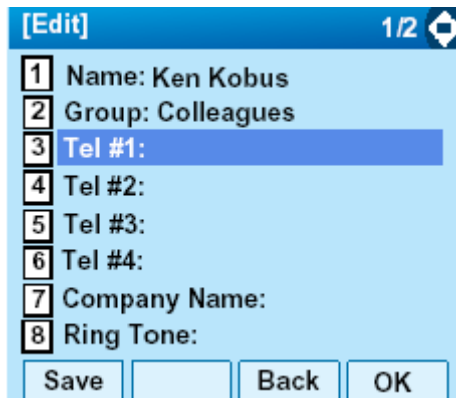 [Edit] 1/2
1 Name: Ken Kobus
2 Group: Colleagues
3 Tel #1:
4 Tel #2:
5 Tel #3:
6 Tel #4:
7 Company Name:
8 Ring Tone:
Save Back OK